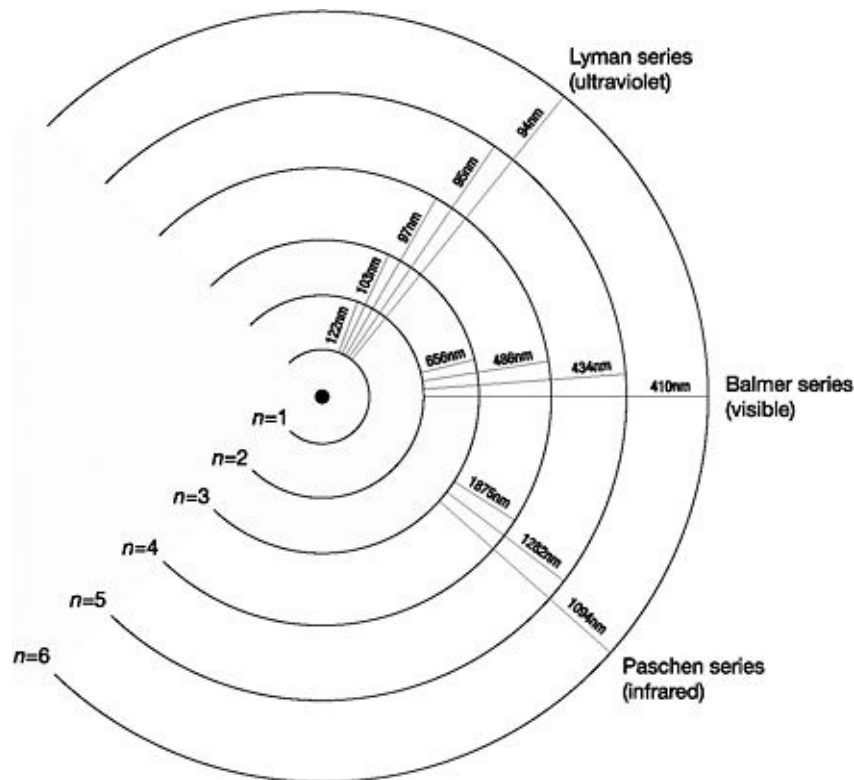 Lyman series
(ultraviolet)
94nm
95nm
97nm
103nm
122nm
656nm
486nm
434nm
410nm
Balmer series
(visible)
n=1
n=2
n=3
n=4
n=5
n=6
1875nm
1282nm
1094nm
Paschen series
(infrared)